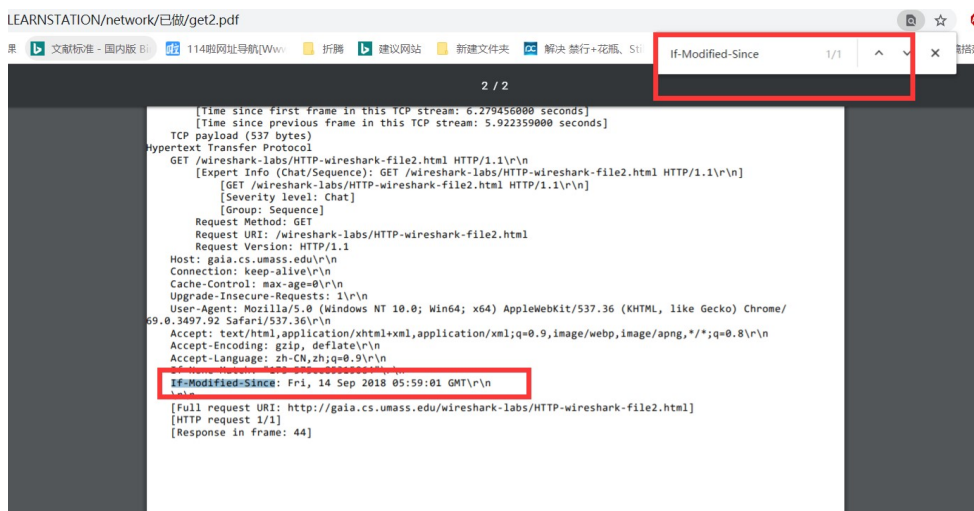 LEARNSTATION/network/已做/get2.pdf
果 文献标准 - 国内版 Bi 114啦网址导航[Www 折腾 建议网站 新建文件夹 解决 禁行+花瓶、Sti
If-Modified-Since 1/1
2 / 2
[Time since first frame in this TCP stream: 6.279456000 seconds]
[Time since previous frame in this TCP stream: 5.922359000 seconds]
TCP payload (537 bytes)
Hypertext Transfer Protocol
GET /wireshark-labs/HTTP-wireshark-file2.html HTTP/1.1\r\n
[Expert Info (Chat/Sequence): GET /wireshark-labs/HTTP-wireshark-file2.html HTTP/1.1\r\n]
[GET /wireshark-labs/HTTP-wireshark-file2.html HTTP/1.1\r\n]
[Severity level: Chat]
[Group: Sequence]
Request Method: GET
Request URI: /wireshark-labs/HTTP-wireshark-file2.html
Request Version: HTTP/1.1
Host: gaia.cs.umass.edu\r\n
Connection: keep-alive\r\n
Cache-Control: max-age=0\r\n
Upgrade-Insecure-Requests: 1\r\n
User-Agent: Mozilla/5.0 (Windows NT 10.0; Win64; x64) AppleWebKit/537.36 (KHTML, like Gecko) Chrome/
69.0.3497.92 Safari/537.36\r\n
Accept: text/html,application/xhtml+xml,application/xml;q=0.9,image/webp,image/apng,*/*;q=0.8\r\n
Accept-Encoding: gzip, deflate\r\n
Accept-Language: zh-CN,zh;q=0.9\r\n
If-None-Match:
If-Modified-Since: Fri, 14 Sep 2018 05:59:01 GMT\r\n
\r\n
[Full request URI: http://gaia.cs.umass.edu/wireshark-labs/HTTP-wireshark-file2.html]
[HTTP request 1/1]
[Response in frame: 44]